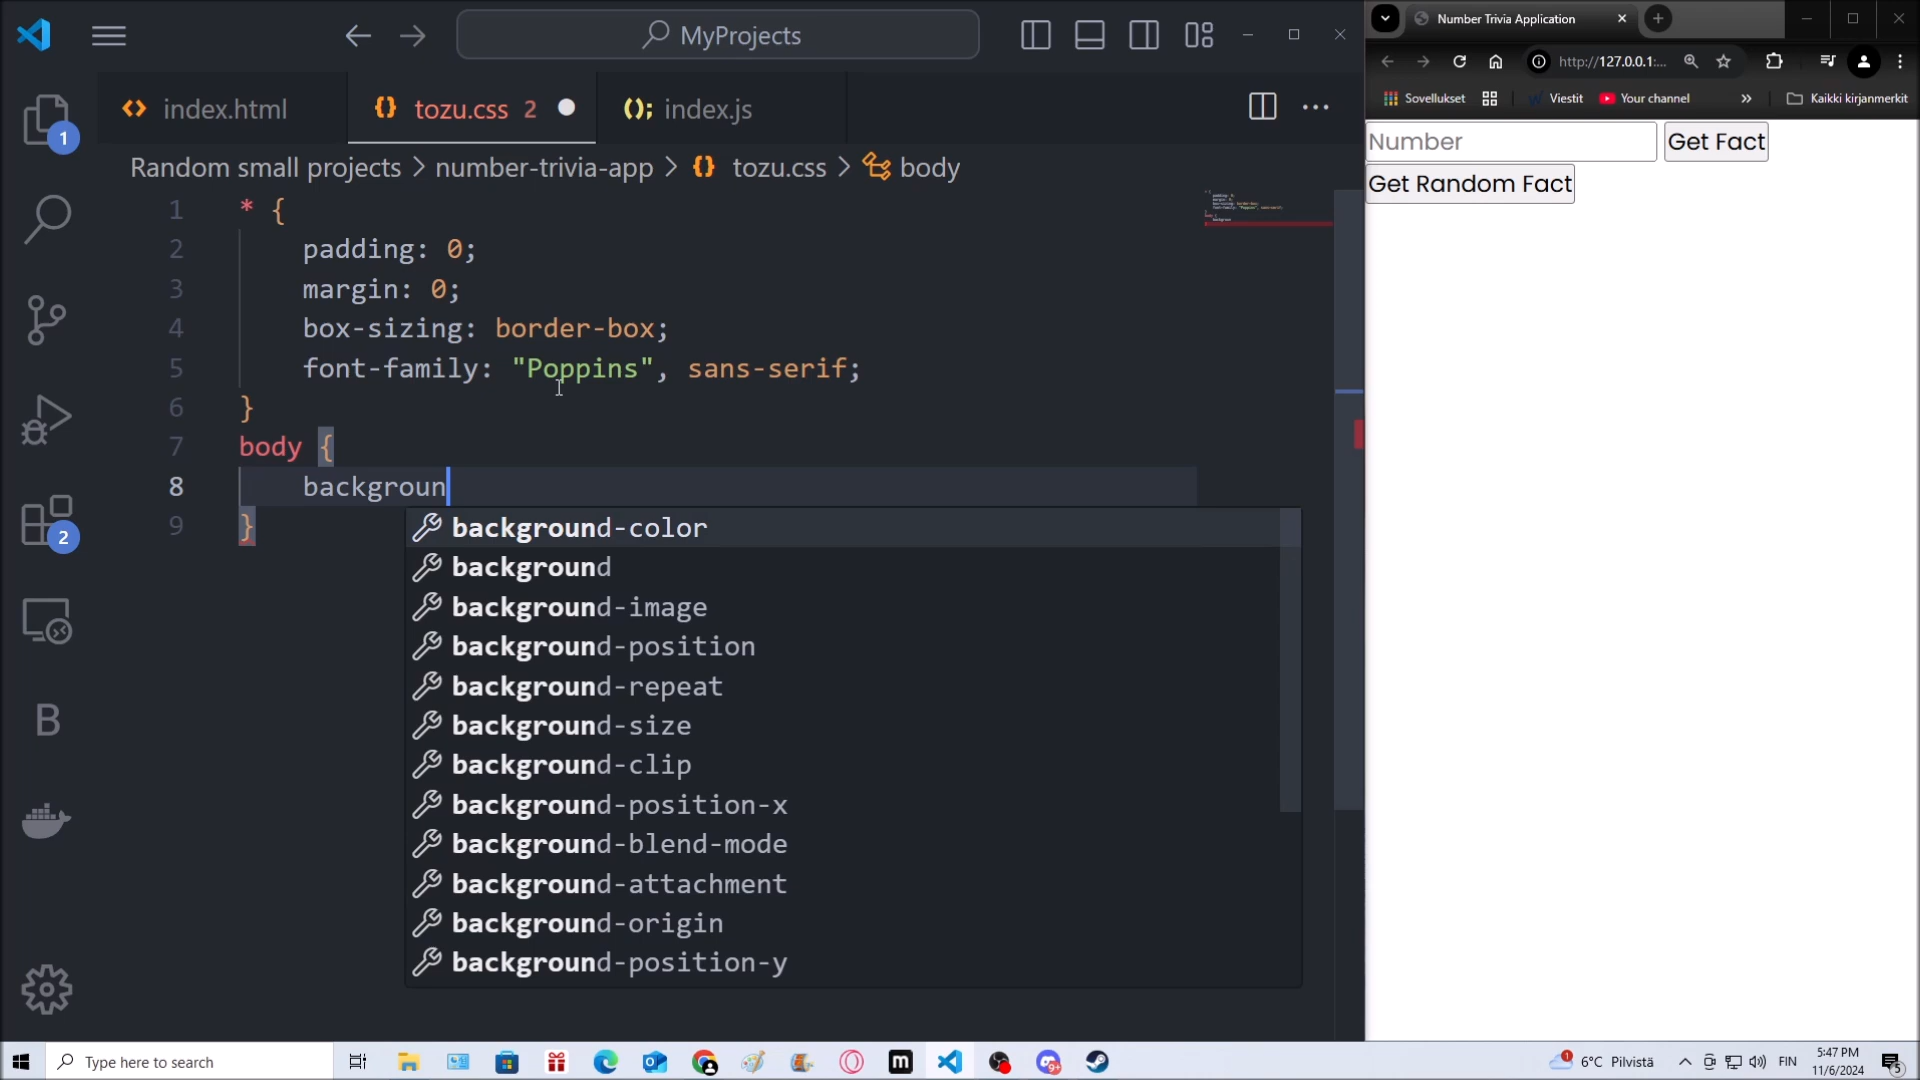 MyProjects
Number Trivia Application
http://127.0.0.1:...
Sovellukset
Viestit
Your channel
»
Kaikki kirjanmerkit
index.html
tozu.css 2
index.js
Random small projects > number-trivia-app > tozu.css > body
1 * {
2 padding: 0;
3 margin: 0;
4 box-sizing: border-box;
5 font-family: "Poppins", sans-serif;
6 }
7 body {
8 backgroun
9 }
background-color
background
background-image
background-position
background-repeat
background-size
background-clip
background-position-x
background-blend-mode
background-attachment
background-origin
background-position-y
1
2
B
Number
Get Fact
Get Random Fact
Type here to search
m
9+
1
6°C Pilvistä
FIN
5:47 PM
11/6/2024
5